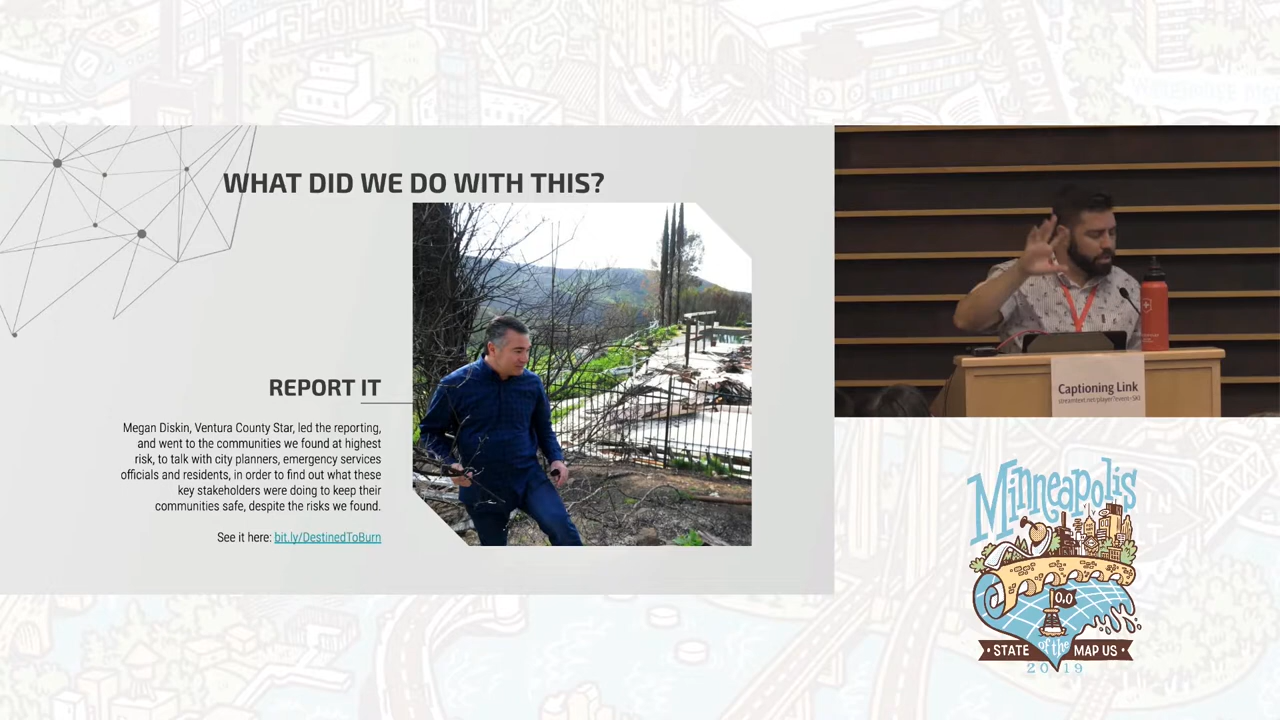 CITY
HENNEPIN
WHAT DID WE DO WITH THIS?
REPORT IT
Megan Diskin, Ventura County Star, led the reporting,
and went to the communities we found at highest
risk, to talk with city planners, emergency services
officials and residents, in order to find out what these
key stakeholders were doing to keep their
communities safe, despite the risks we found.
See it here: bit.ly/DestinedToBurn
Captioning Link
Minneapolis
STATE of the MAP US
2019